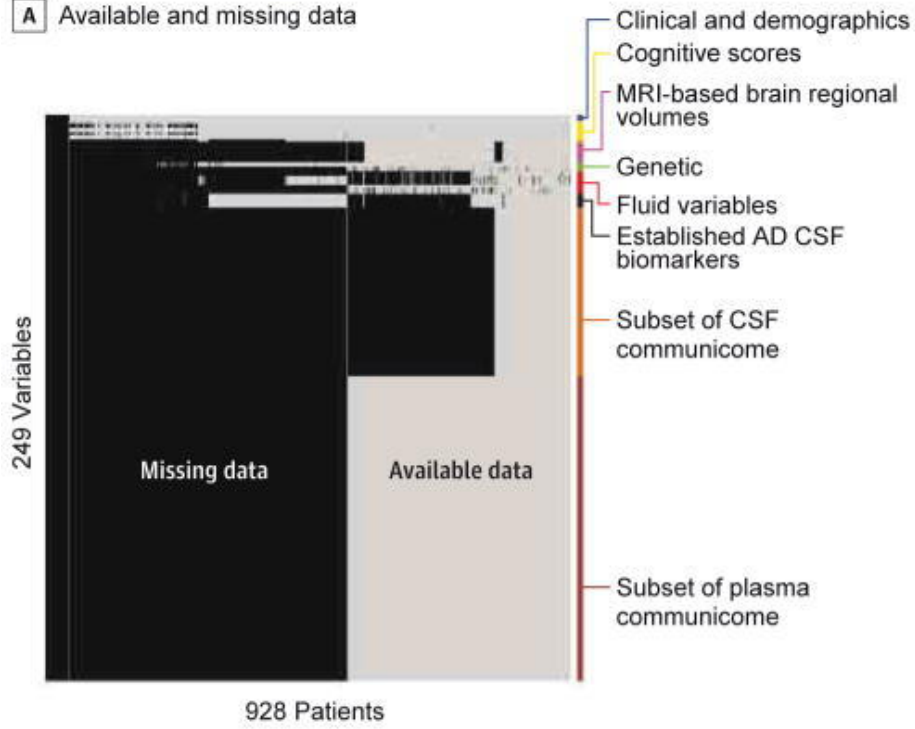 A Available and missing data
Clinical and demographics
Cognitive scores
MRI-based brain regional
volumes
Genetic
Fluid variables
Established AD CSF
biomarkers
Subset of CSF
communicome
249 Variables
Missing data
Available data
Subset of plasma
communicome
928 Patients